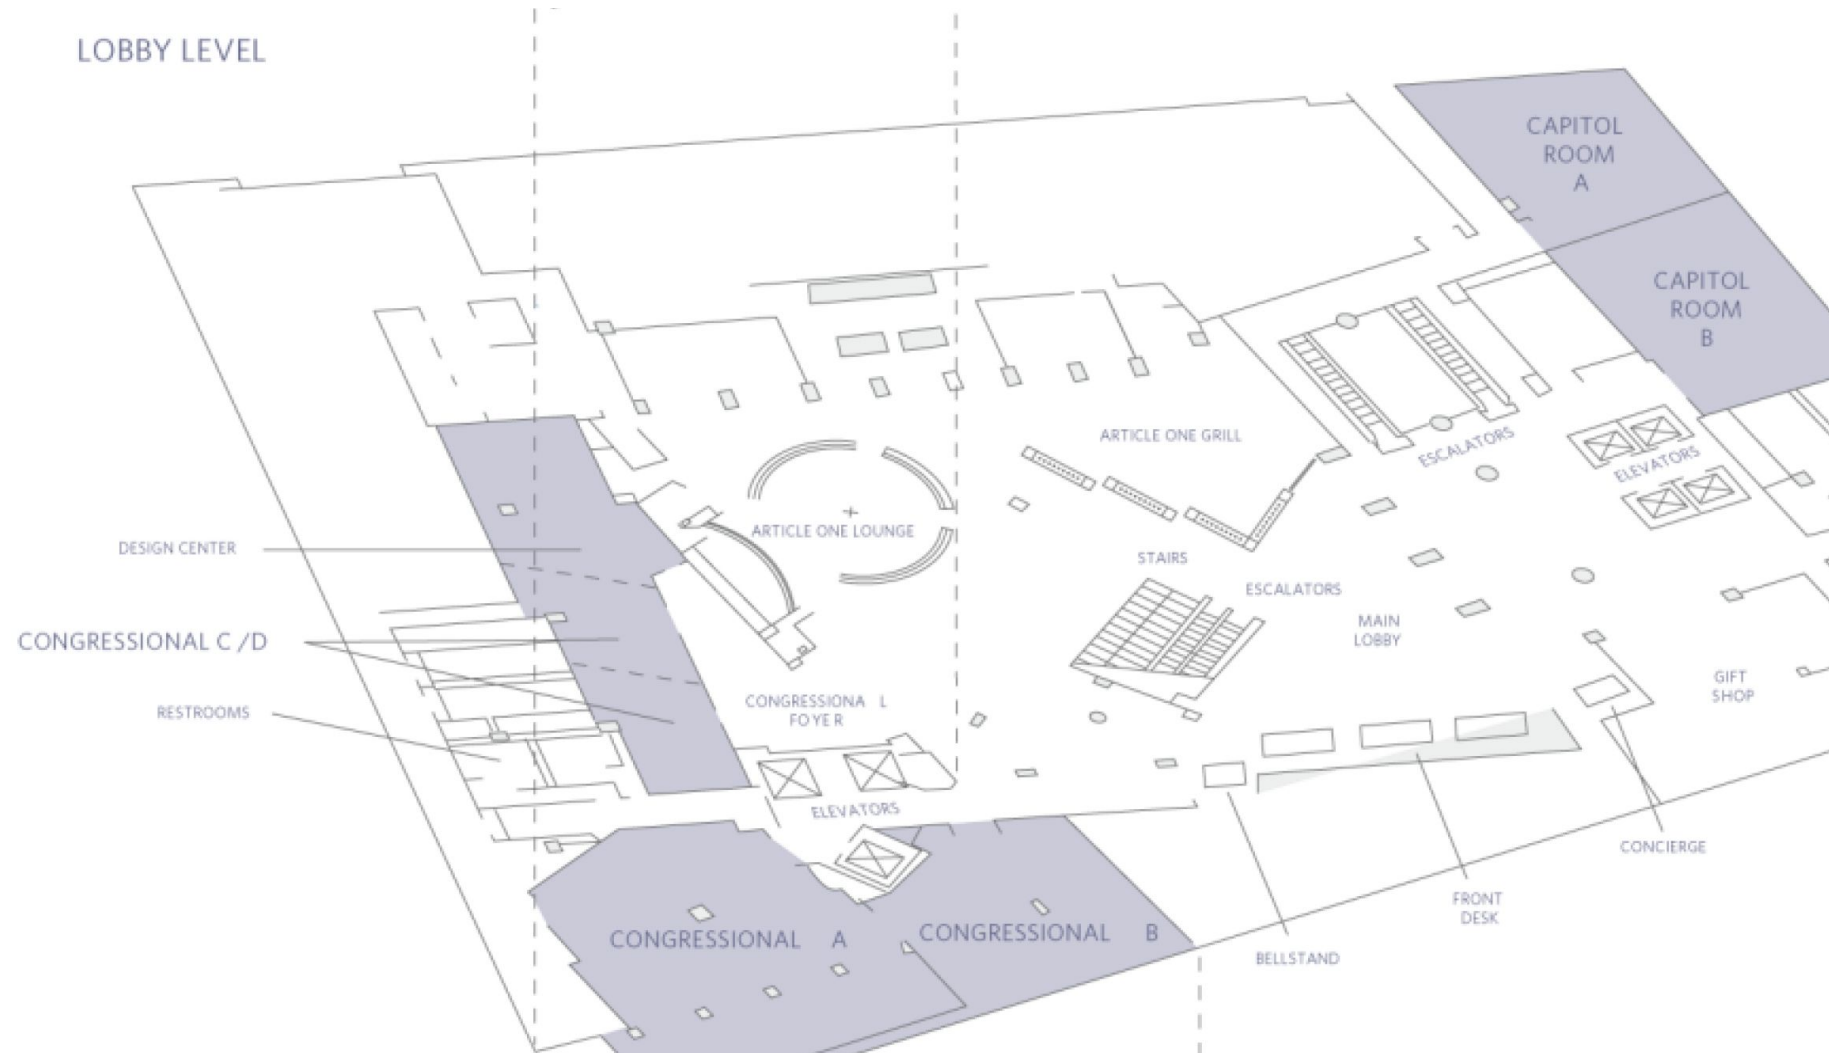 LOBBY LEVEL
CAPITOL
ROOM
A
CAPITOL
ROOM
B
ARTICLE ONE GRILL
ESCALATORS
ELEVATORS
ARTICLE ONE LOUNGE
DESIGN CENTER
STAIRS
ESCALATORS
MAIN
LOBBY
CONGRESSIONAL C /D
GIFT
SHOP
CONGRESSIONA L
FO YE R
RESTROOMS
ELEVATORS
CONCIERGE
FRONT
DESK
CONGRESSIONAL A
CONGRESSIONAL B
BELLSTAND